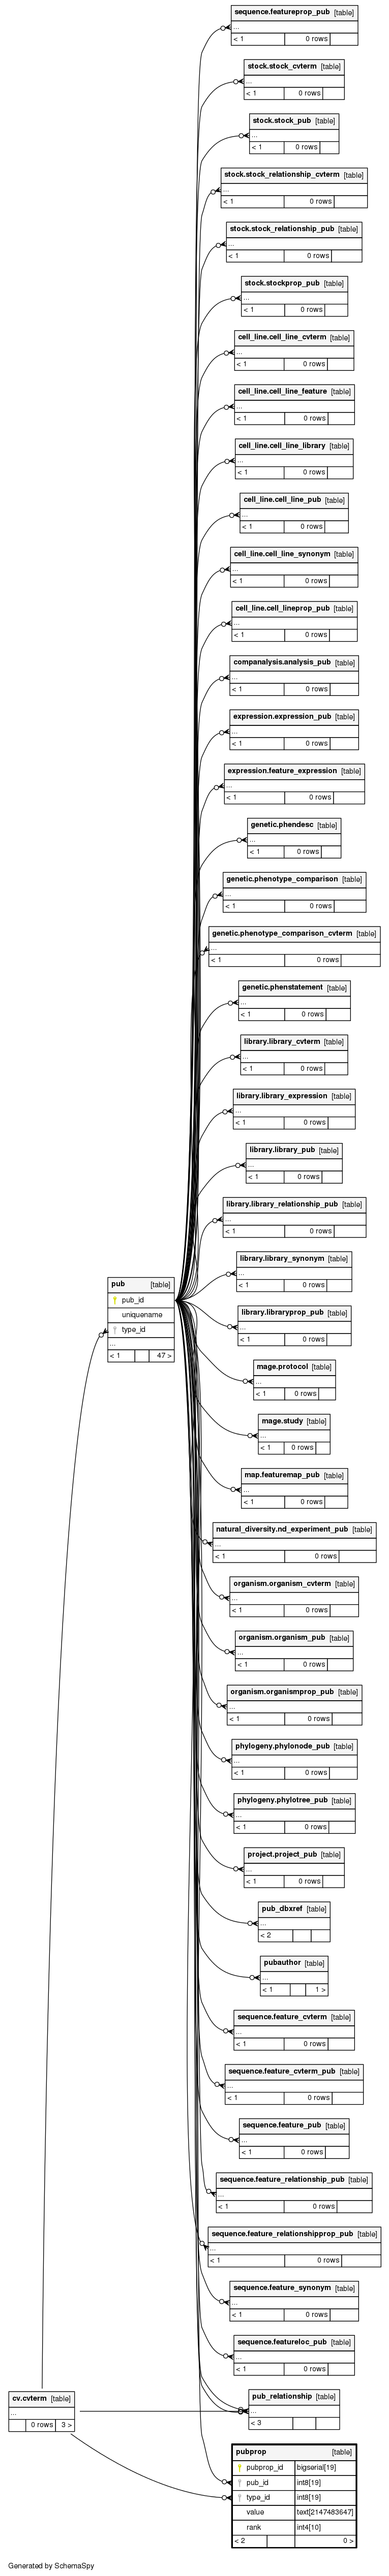 sequence.featureprop_pub [table]
...
< 1 0 rows
stock.stock_cvterm [table]
...
< 1 0 rows
stock.stock_pub [table]
...
< 1 0 rows
stock.stock_relationship_cvterm [table]
...
< 1 0 rows
stock.stock_relationship_pub [table]
...
< 1 0 rows
stock.stockprop_pub [table]
...
< 1 0 rows
cell_line.cell_line_cvterm [table]
...
< 1 0 rows
cell_line.cell_line_feature [table]
...
< 1 0 rows
cell_line.cell_line_library [table]
...
< 1 0 rows
cell_line.cell_line_pub [table]
...
< 1 0 rows
cell_line.cell_line_synonym [table]
...
< 1 0 rows
cell_line.cell_lineprop_pub [table]
...
< 1 0 rows
companalysis.analysis_pub [table]
...
< 1 0 rows
expression.expression_pub [table]
...
< 1 0 rows
expression.feature_expression [table]
...
< 1 0 rows
genetic.phendesc [table]
...
< 1 0 rows
genetic.phenotype_comparison [table]
...
< 1 0 rows
genetic.phenotype_comparison_cvterm [table]
...
< 1 0 rows
genetic.phenstatement [table]
...
< 1 0 rows
library.library_cvterm [table]
...
< 1 0 rows
library.library_expression [table]
...
< 1 0 rows
library.library_pub [table]
...
< 1 0 rows
library.library_relationship_pub [table]
...
< 1 0 rows
library.library_synonym [table]
...
< 1 0 rows
pub [table]
pub_id
uniquename
type_id
...
< 1 47 >
library.libraryprop_pub [table]
...
< 1 0 rows
mage.protocol [table]
...
< 1 0 rows
mage.study [table]
...
< 1 0 rows
map.featuremap_pub [table]
...
< 1 0 rows
natural_diversity.nd_experiment_pub [table]
...
< 1 0 rows
organism.organism_cvterm [table]
...
< 1 0 rows
organism.organism_pub [table]
...
< 1 0 rows
organism.organismprop_pub [table]
...
< 1 0 rows
phylogeny.phylonode_pub [table]
...
< 1 0 rows
phylogeny.phylotree_pub [table]
...
< 1 0 rows
project.project_pub [table]
...
< 1 0 rows
pub_dbxref [table]
...
< 2
pubauthor [table]
...
< 1 1 >
sequence.feature_cvterm [table]
...
< 1 0 rows
sequence.feature_cvterm_pub [table]
...
< 1 0 rows
sequence.feature_pub [table]
...
< 1 0 rows
sequence.feature_relationship_pub [table]
...
< 1 0 rows
sequence.feature_relationshipprop_pub [table]
...
< 1 0 rows
sequence.feature_synonym [table]
...
< 1 0 rows
sequence.featureloc_pub [table]
...
< 1 0 rows
cv.cvterm [table]
...
0 rows 3 >
pub_relationship [table]
...
< 3
pubprop [table]
pubprop_id bigserial[19]
pub_id int8[19]
type_id int8[19]
value text[2147483647]
rank int4[10]
< 2 0 >
Generated by SchemaSpy